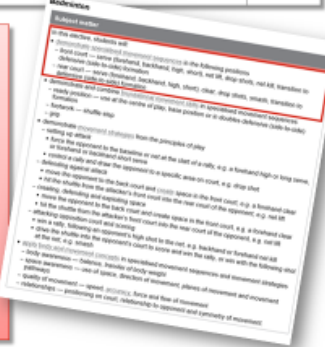 Badminton
Subject matter
In this elective, students will
• demonstrate specialised movement sequences in the following positions
– front court — serve (forehand, backhand, high, short), net lift, drop shots, net kill, transition to
defensive (side-to-side) formation
– rear court — serve (forehand, backhand, high, short), clear, drop shots, smash, transition to
defensive (side-to-side) formation
• demonstrate and combine in specialised movement sequences
– ready position — use at the centre of play, base position or in doubles defensive (side-to-side)
formation
– footwork — shuffle step
– grip
• demonstrate movement strategies from the principles of play
– setting up attack
• force the opponent to the baseline or net at the start of a rally, e.g. a forehand high or long serve,
or forehand or backhand short serve
• control a rally and draw the opponent to a specific area on court, e.g. drop shot
– defending against attack
• move the opponent to the back court and create space in the front court, e.g. a forehand clear
• hit the shuttle from the attacker's front court into the rear court of the opponent, e.g. net lift
– creating, defending and exploiting space
• move the opponent to the back court and create space in the front court, e.g. a forehand clear
• hit the shuttle from the attacker's front court into the rear court of the opponent, e.g. net lift
– attacking opposition court and scoring
• win a rally, following an opponent's high shot to the net, e.g. backhand or forehand net kill
• drive the shuttle into the opponent's court to score and win the rally, or win with the following shot
at the net, e.g. smash
• apply body and movement concepts in specialised movement sequences and movement strategies
– body awareness — balance, transfer of body weight
– space awareness — use of space, direction of movement, planes of movement and movement
pathways
– quality of movement — speed, accuracy, force and flow of movement
– relationships — positioning on court, relationship to opponent and symmetry of movement